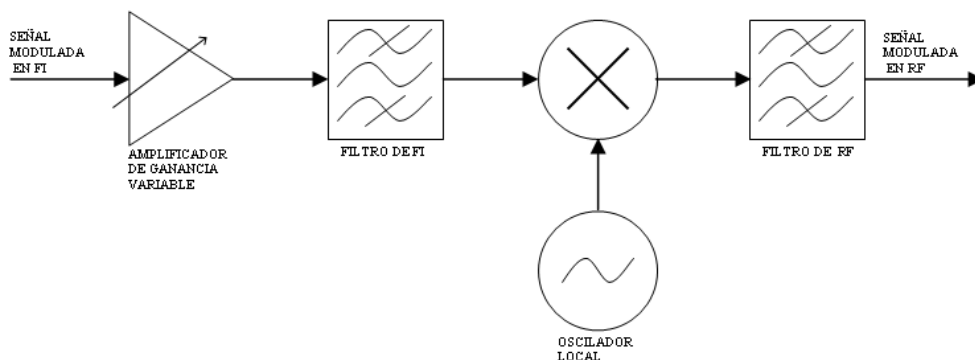 SEÑAL
MODULADA
EN FI
AMPLIFICADOR
DE GANANCIA
VARIABLE
FILTRO DE FI
OSCILADOR
LOCAL
FILTRO DE RF
SEÑAL
MODULADA
EN RF